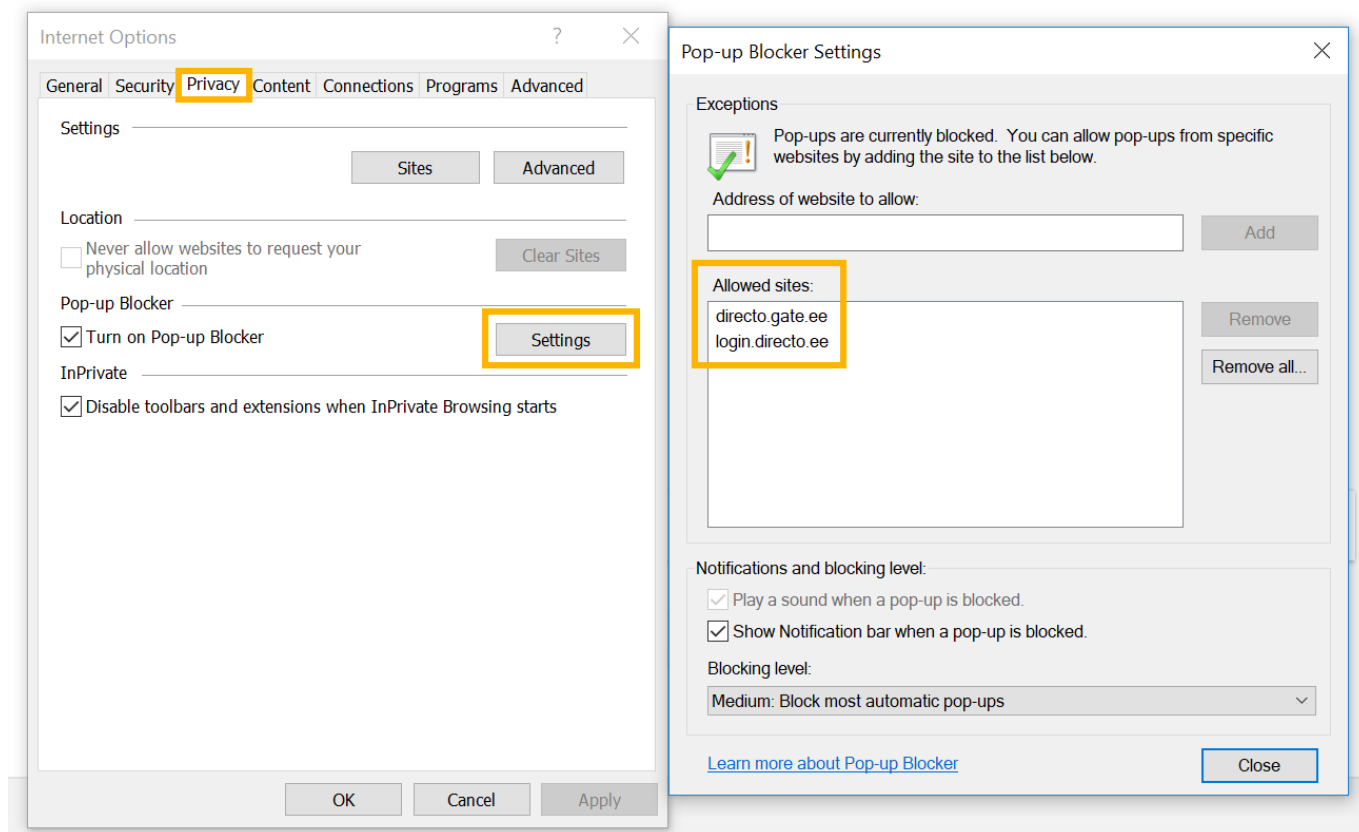 Internet Options
?
General Security Privacy Content Connections Programs Advanced
Settings
Sites
Advanced
Location
Never allow websites to request your
physical location
Clear Sites
Pop-up Blocker
Turn on Pop-up Blocker
Settings
InPrivate
Disable toolbars and extensions when InPrivate Browsing starts
OK
Cancel
Apply
Pop-up Blocker Settings
Exceptions
Pop-ups are currently blocked. You can allow pop-ups from specific
websites by adding the site to the list below.
Address of website to allow:
Add
Allowed sites:
directo.gate.ee
login.directo.ee
Remove
Remove all...
Notifications and blocking level:
Play a sound when a pop-up is blocked.
Show Notification bar when a pop-up is blocked.
Blocking level:
Medium: Block most automatic pop-ups
Learn more about Pop-up Blocker
Close